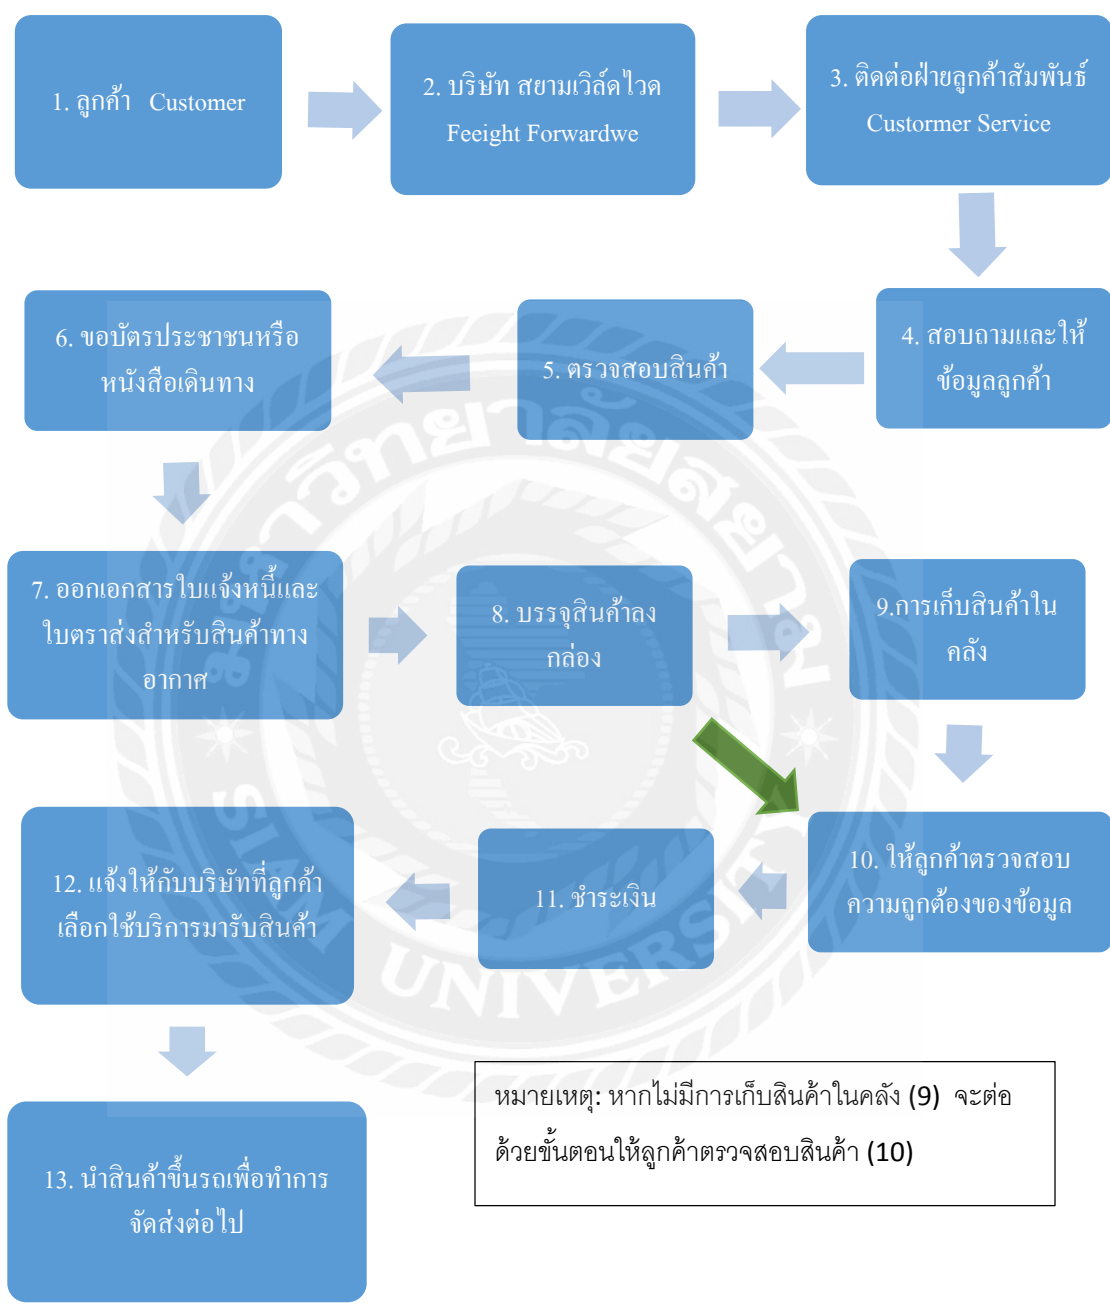 1. ลูกค้า Customer
2. บริษัท สยามเวิล์ดไวด
Feeight Forwardwe
3. ติดต่อฝ่ายลูกค้าสัมพันธ์
Custormer Service
4. สอบถามและให้
ข้อมูลลูกค้า
5. ตรวจสอบสินค้า
6. ขอบัตรประชาชนหรือ
หนังสือเดินทาง
7. ออกเอกสารใบแจ้งหนี้และ
ใบตราส่งสำหรับสินค้าทาง
อากาศ
8. บรรจุสินค้าลง
กล่อง
9.การเก็บสินค้าใน
คลัง
10. ให้ลูกค้าตรวจสอบ
ความถูกต้องของข้อมูล
11. ชำระเงิน
12. แจ้งให้กับบริษัทที่ลูกค้า
เลือกใช้บริการมารับสินค้า
13. นำสินค้าขึ้นรถเพื่อทำการ
จัดส่งต่อไป
หมายเหตุ: หากไม่มีการเก็บสินค้าในคลัง (9) จะต่อ
ด้วยขั้นตอนให้ลูกค้าตรวจสอบสินค้า (10)
มหาวิทยาลัยสยาม
SIAM UNIVERSITY